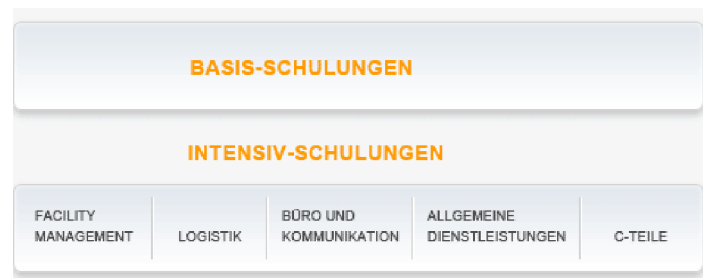 BASIS-SCHULUNGEN
INTENSIV-SCHULUNGEN
FACILITY
MANAGEMENT
LOGISTIK
BÜRO UND
KOMMUNIKATION
ALLGEMEINE
DIENSTLEISTUNGEN
C-TEILE